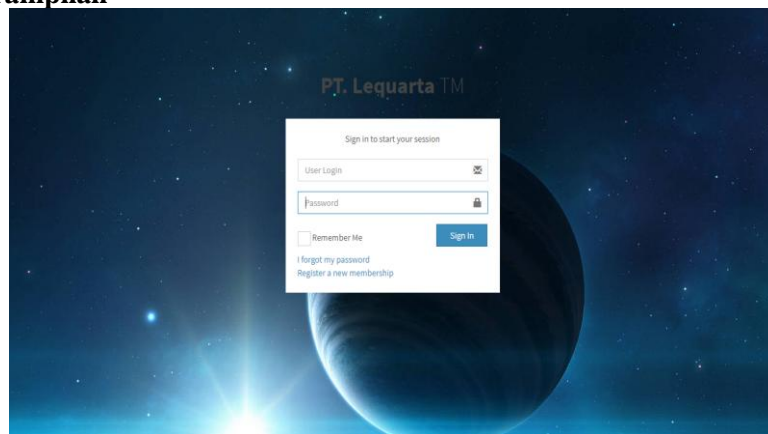 PT. Lequarta TM
Sign in to start your session
User Login
Password
Remember Me
Sign In
I forgot my password
Register a new membership